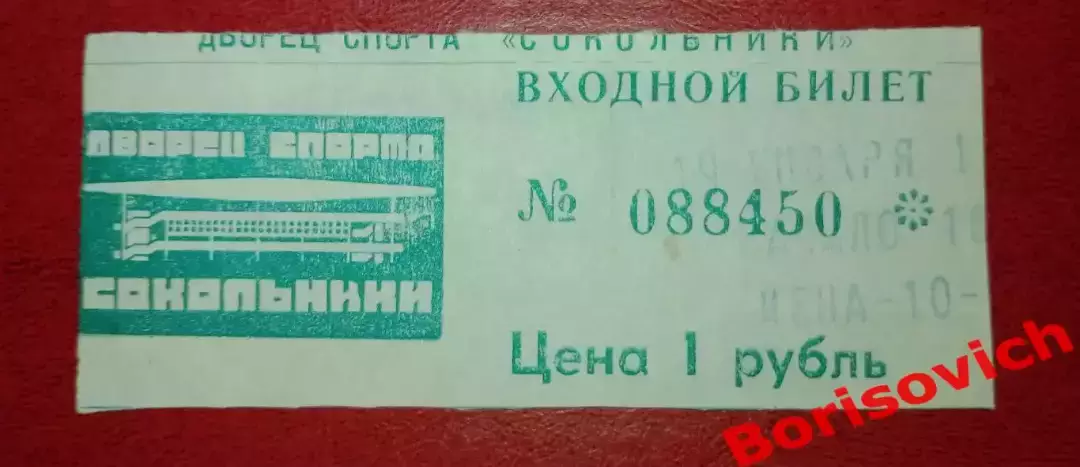 ДВОРЕЦ СПОРТА «СОКОЛЬНИКИ»
ВХОДНОЙ БИЛЕТ
ДВОРЕЦ СПОРТА
СОКОЛЬНИКИ
№ 088450
Цена 1 рубль
Borisovich